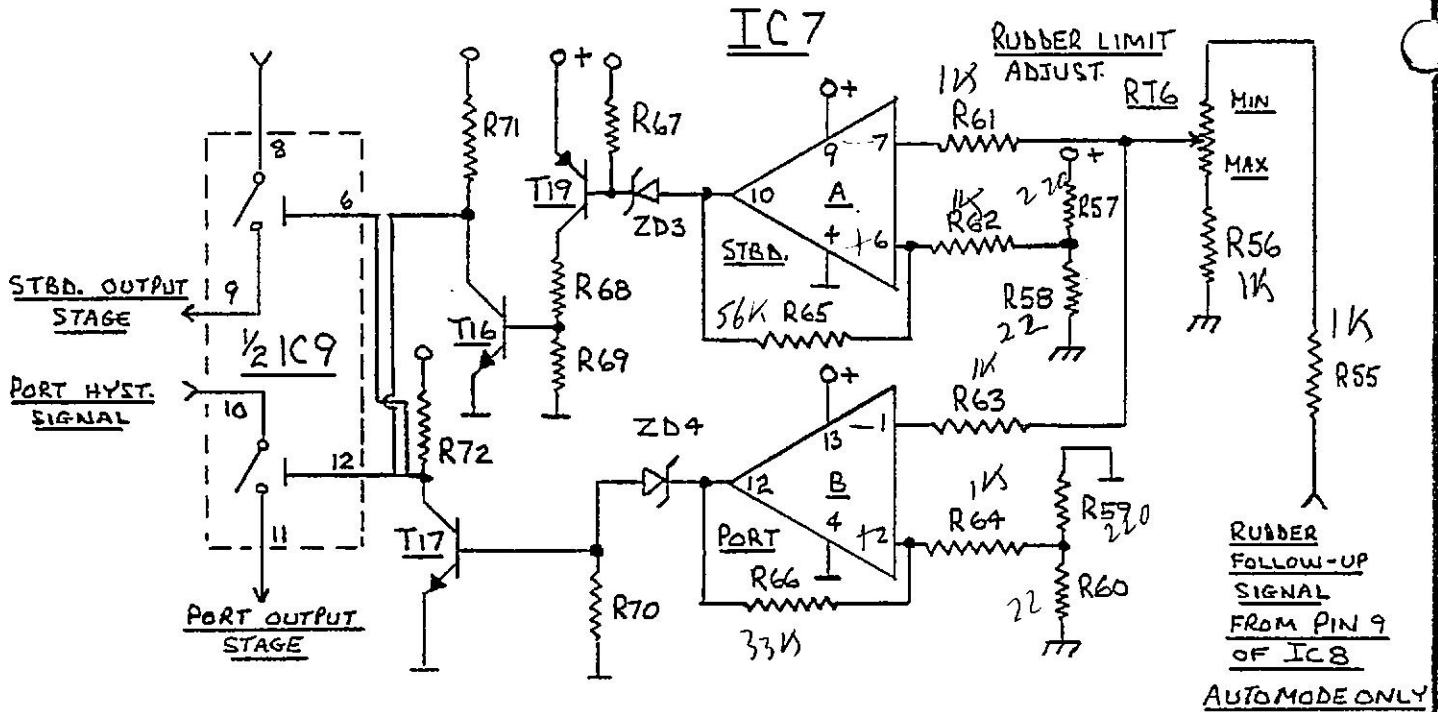 IC7
RUDDER LIMIT
ADJUST.
RT6
MIN
MAX
R56
1K
1K
R55
RUDDER
FOLLOW-UP
SIGNAL
FROM PIN 9
OF IC8
AUTO MODE ONLY
1K
R61
1K
R62
+
220
R57
R58
22
1K
R63
1K
R64
R59
220
R60
22
+
9
- 7
10
A
4
+6
STBD.
56K R65
+
13
-1
12
B
4
+2
PORT
R66
33K
+
R67
R71
T19
ZD3
R68
R69
T16
ZD4
R70
R72
T17
8
6
9
STBD. OUTPUT
STAGE
1/2 IC9
PORT HYST.
SIGNAL
10
12
11
PORT OUTPUT
STAGE